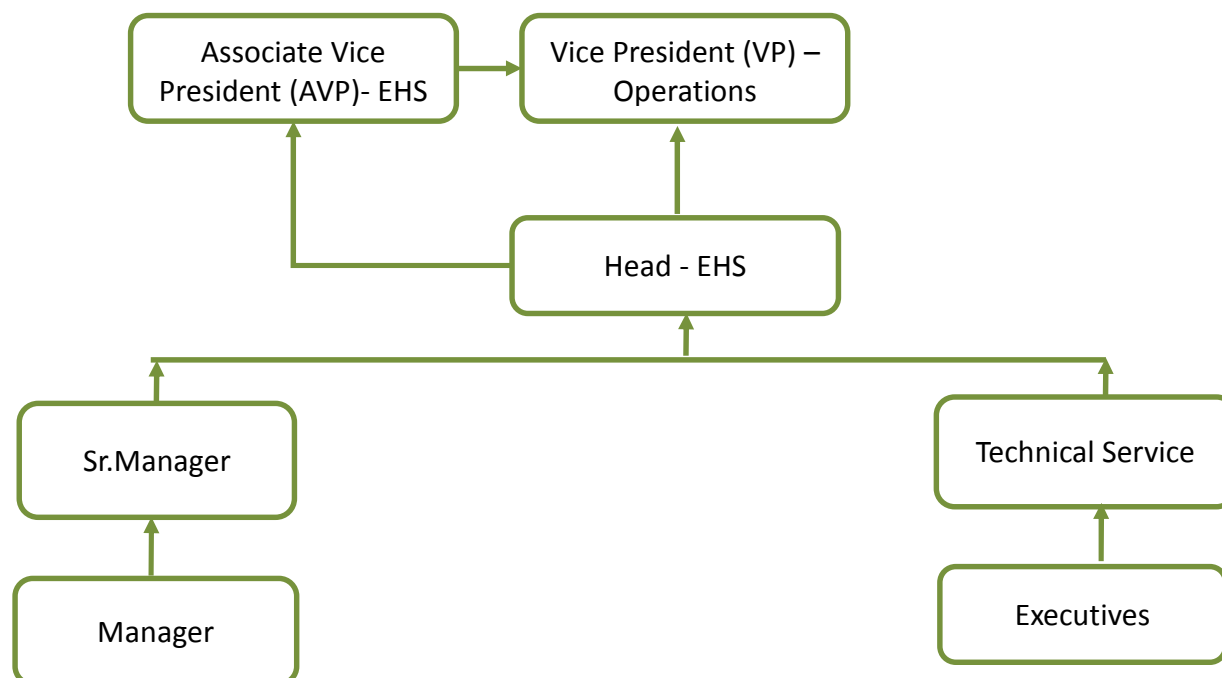 Associate Vice
President (AVP)- EHS
Vice President (VP) –
Operations
Head - EHS
Sr.Manager
Technical Service
Manager
Executives